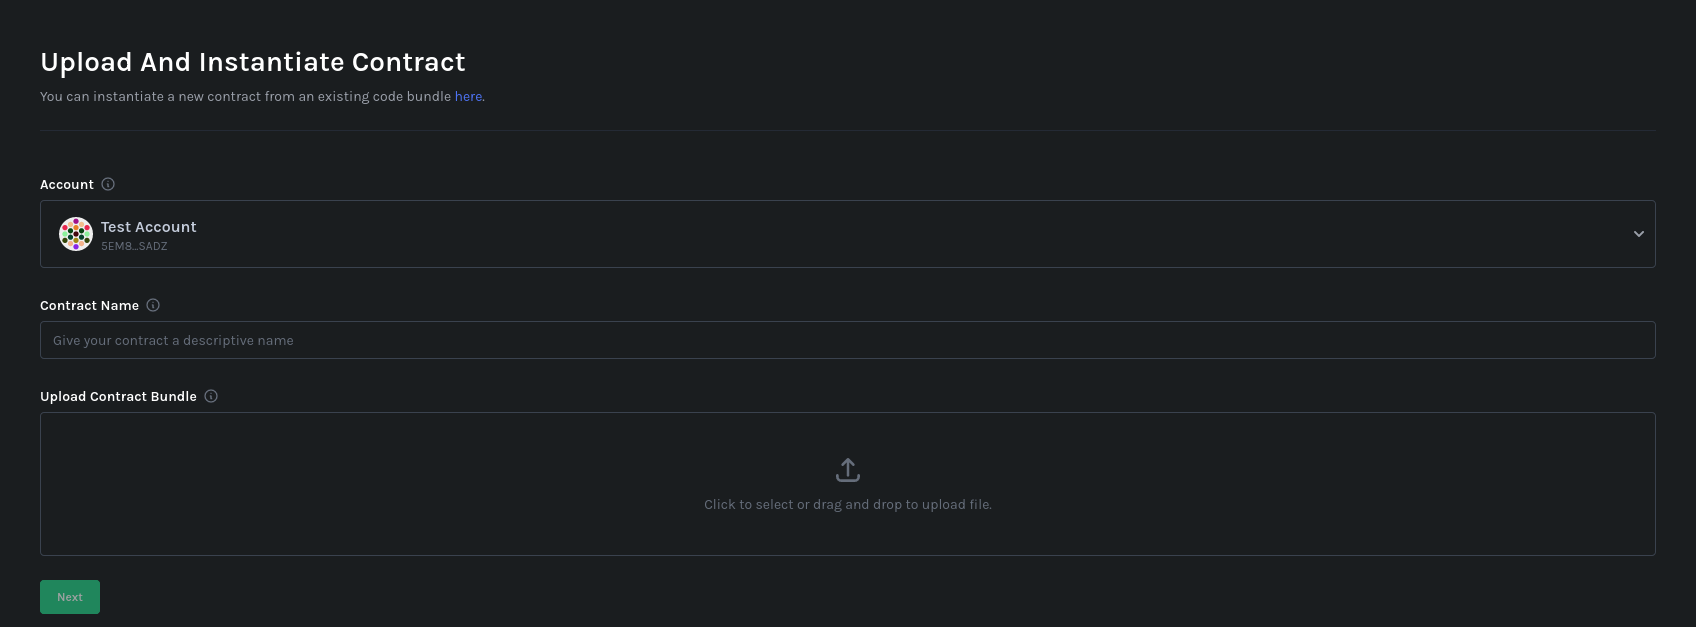 Upload And Instantiate Contract
You can instantiate a new contract from an existing code bundle here.
Account
Test Account
5EM8...SADZ
Contract Name
Give your contract a descriptive name
Upload Contract Bundle
Click to select or drag and drop to upload file.
Next